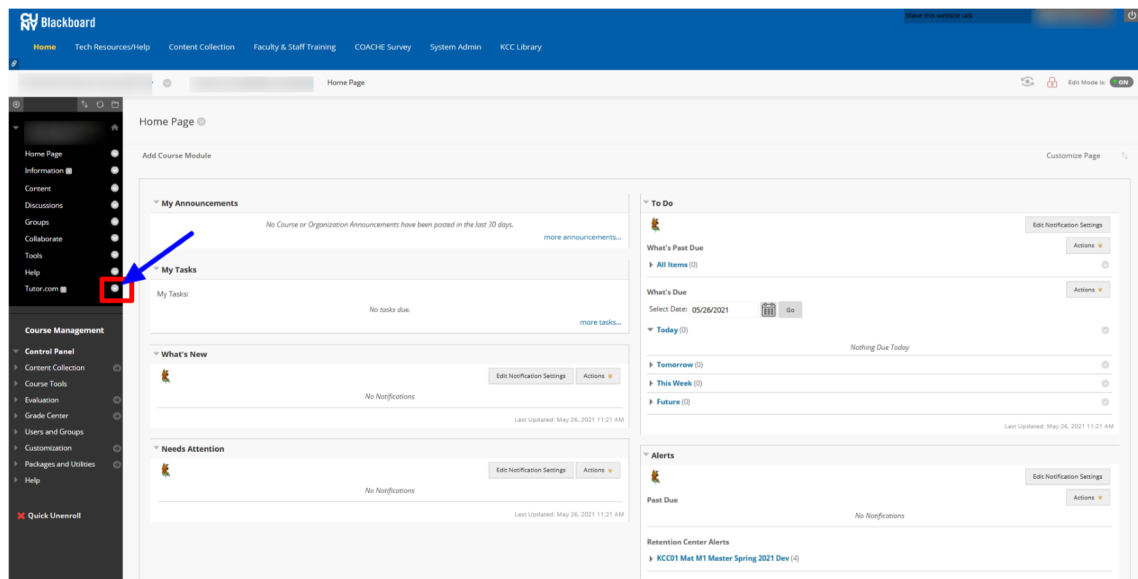 CUNY Blackboard
Make this website talk
Home Tech Resources/Help Content Collection Faculty & Staff Training COACHE Survey System Admin KCC Library
Home Page
Edit Mode is: ON
Home Page
Add Course Module
Customize Page
Home Page
Information
Content
Discussions
Groups
Collaborate
Tools
Help
Tutor.com
Course Management
Control Panel
Content Collection
Course Tools
Evaluation
Grade Center
Users and Groups
Customization
Packages and Utilities
Help
Quick Unenroll
My Announcements
No Course or Organization Announcements have been posted in the last 30 days.
more announcements...
My Tasks
My Tasks:
No tasks due.
more tasks...
What's New
Edit Notification Settings Actions
No Notifications
Last Updated: May 26, 2021 11:21 AM
Needs Attention
Edit Notification Settings Actions
No Notifications
Last Updated: May 26, 2021 11:21 AM
To Do
Edit Notification Settings
What's Past Due
Actions
All Items (0)
What's Due
Actions
Select Date: 05/26/2021 Go
Today (0)
Nothing Due Today
Tomorrow (0)
This Week (0)
Future (0)
Last Updated: May 26, 2021 11:21 AM
Alerts
Edit Notification Settings
Past Due
Actions
No Notifications
Retention Center Alerts
KCC01 Mat M1 Master Spring 2021 Dev (4)